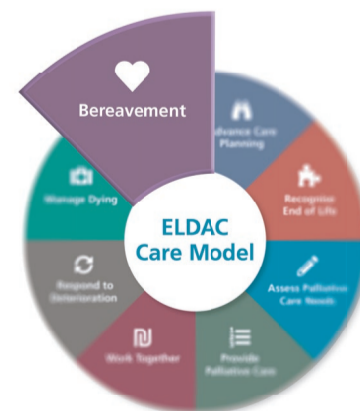 Bereavement
Advance Care
Planning
Recognise
End of Life
Assess Palliative
Care Needs
Provide
Palliative Care
Work Together
Respond to
Deterioration
Manage Dying
ELDAC
Care Model